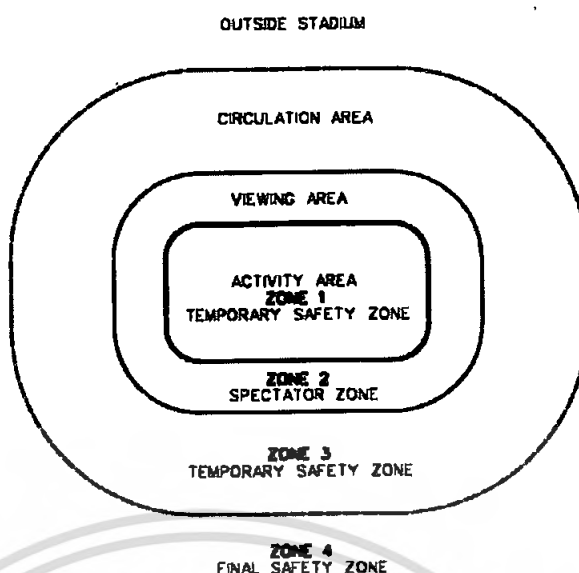 OUTSIDE STADIUM
CIRCULATION AREA
VIEWING AREA
ACTIVITY AREA
ZONE 1
TEMPORARY SAFETY ZONE
ZONE 2
SPECTATOR ZONE
ZONE 3
TEMPORARY SAFETY ZONE
ZONE 4
FINAL SAFETY ZONE